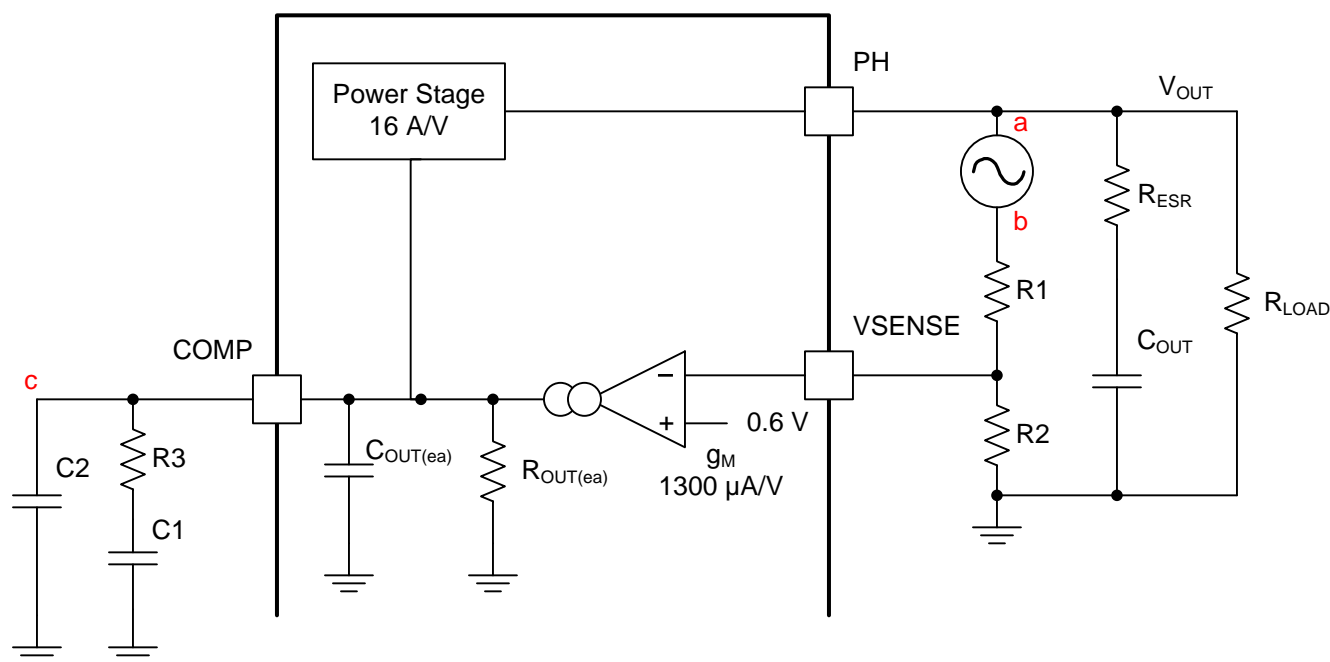 PH
Power Stage
16 A/V
VOUT
a
RESR
b
R1
RLOAD
VSENSE
COMP
COUT
c
0.6 V
R2
R3
COUT(ea)
ROUT(ea)
gM
1300 µA/V
C2
C1